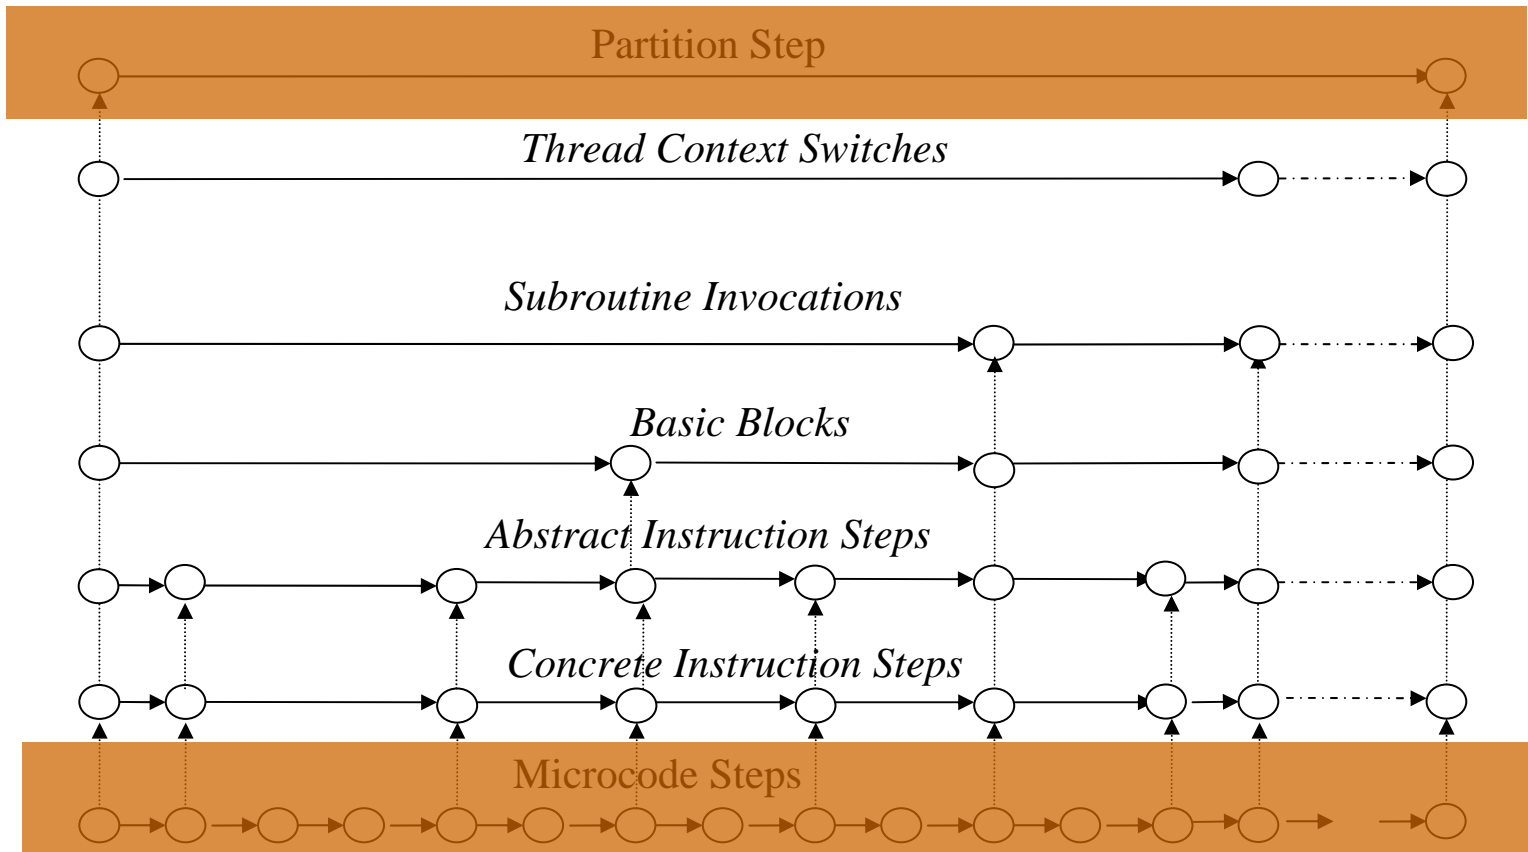 Partition Step
Thread Context Switches
Subroutine Invocations
Basic Blocks
Abstract Instruction Steps
Concrete Instruction Steps
Microcode Steps